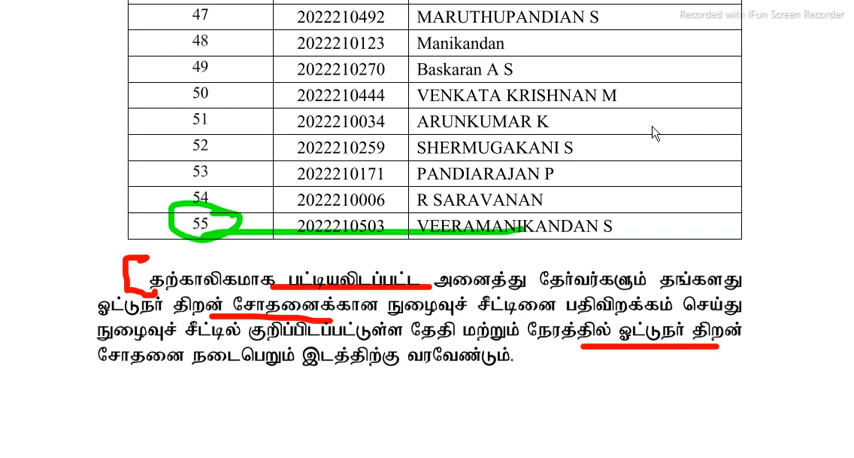 Recorded with iFun Screen Recorder
47 2022210492 MARUTHUPANDIAN S
48 2022210123 Manikandan
49 2022210270 Baskaran A S
50 2022210444 VENKATA KRISHNAN M
51 2022210034 ARUNKUMAR K
52 2022210259 SHERMUGAKANI S
53 2022210171 PANDIARAJAN P
54 2022210006 R SARAVANAN
55 2022210503 VEERAMANIKANDAN S
தற்காலிகமாக பட்டியலிடப்பட்ட அனைத்து தேர்வர்களும் தங்களது
ஓட்டுநர் திறன் சோதனைக்கான நுழைவுச் சீட்டினை பதிவிறக்கம் செய்து
நுழைவுச் சீட்டில் குறிப்பிடப்பட்டுள்ள தேதி மற்றும் நேரத்தில் ஓட்டுநர் திறன்
சோதனை நடைபெறும் இடத்திற்கு வரவேண்டும்.